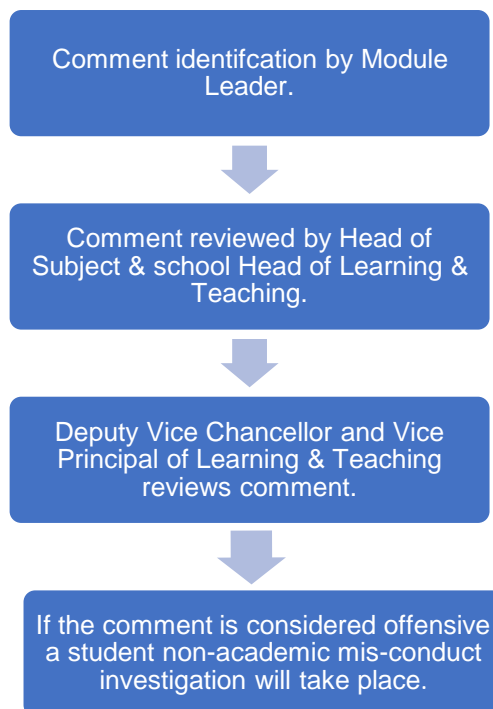 Comment identifcation by Module
Leader.
Comment reviewed by Head of
Subject & school Head of Learning &
Teaching.
Deputy Vice Chancellor and Vice
Principal of Learning & Teaching
reviews comment.
If the comment is considered offensive
a student non-academic mis-conduct
investigation will take place.